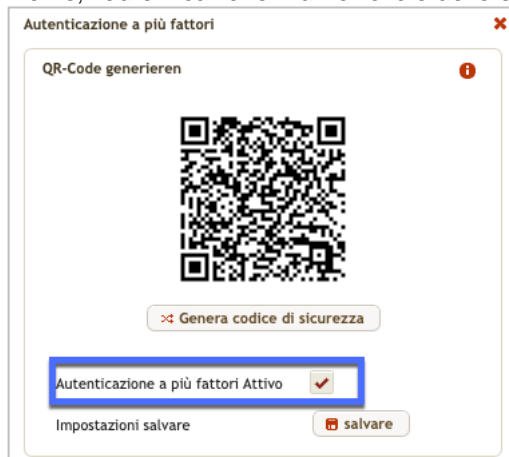 Autenticazione a più fattori
QR-Code generieren
Genera codice di sicurezza
Autenticazione a più fattori Attivo
Impostazioni salvare salvare